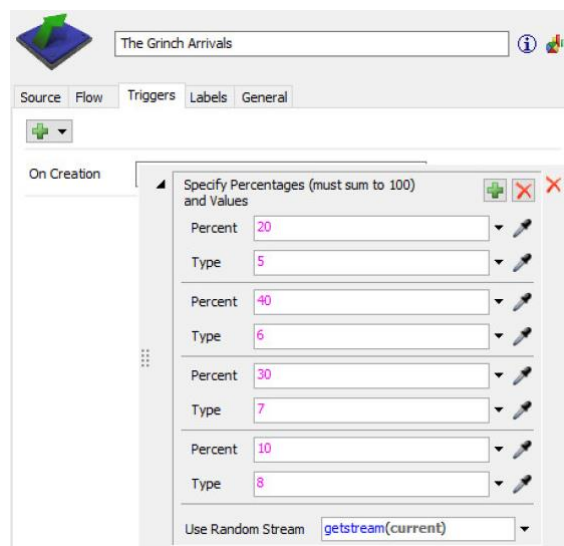 The Grinch Arrivals
Source Flow Triggers Labels General
On Creation
Specify Percentages (must sum to 100)
and Values
Percent 20
Type 5
Percent 40
Type 6
Percent 30
Type 7
Percent 10
Type 8
Use Random Stream getstream(current)